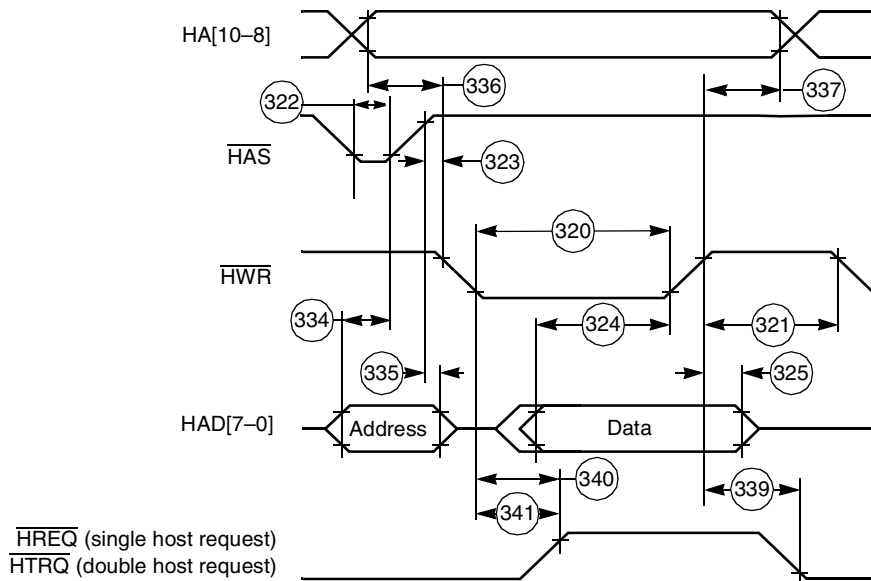 HA[10–8]
336
337
322
HAS
323
320
HWR
334
324
321
335
325
HAD[7–0]
Address
Data
340
341
339
HREQ (single host request)
HTRQ (double host request)